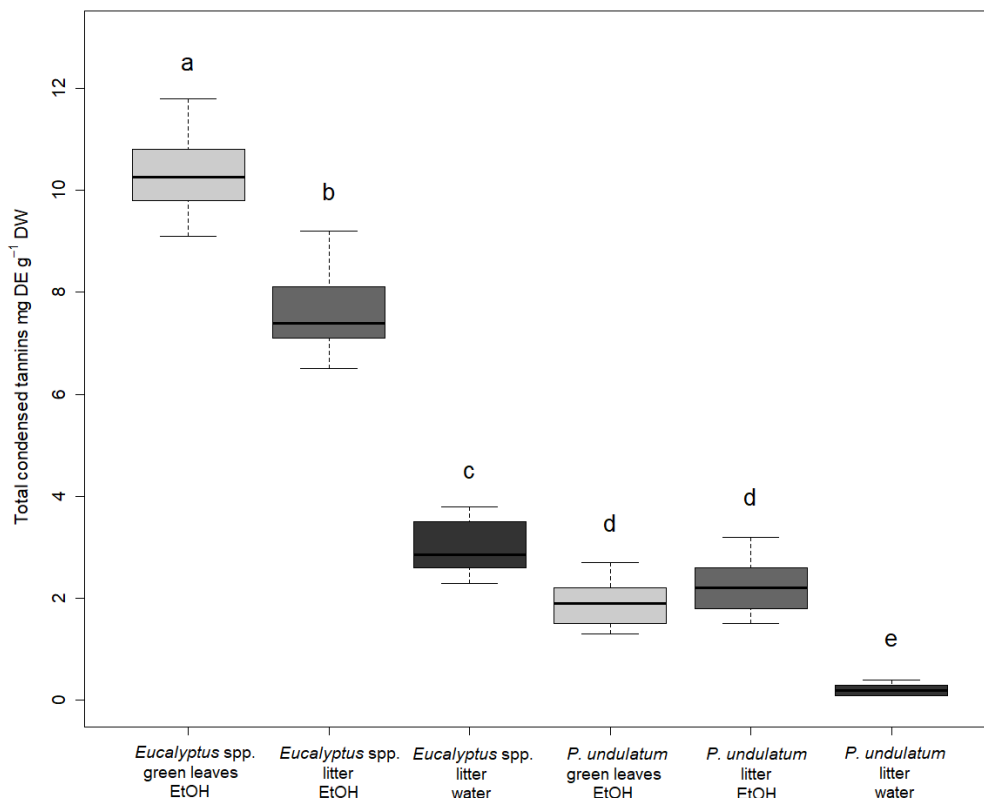 Total condensed tannins mg DE g⁻¹ DW
12
10
8
6
4
2
0
a
b
c
d
d
e
Eucalyptus spp.
green leaves
EtOH
Eucalyptus spp.
litter
EtOH
Eucalyptus spp.
litter
water
P. undulatum
green leaves
EtOH
P. undulatum
litter
EtOH
P. undulatum
litter
water